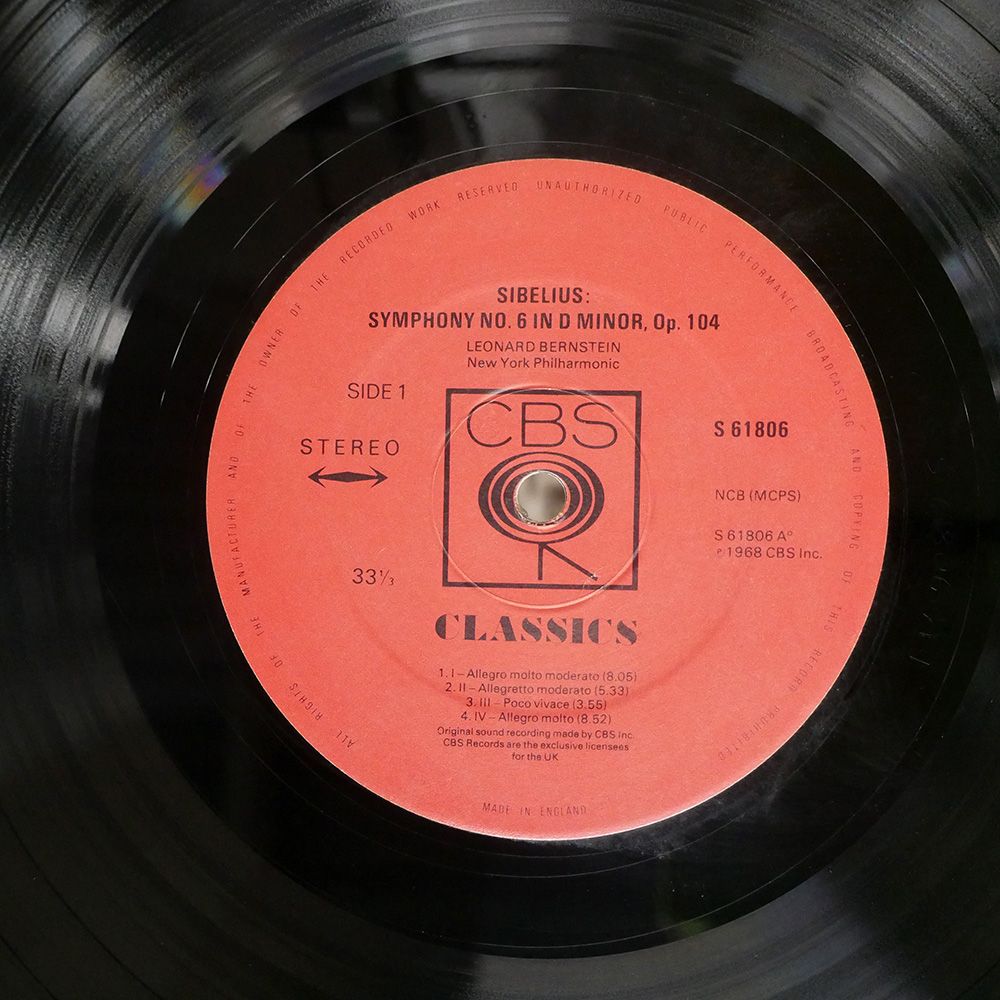 SIBELIUS:
SYMPHONY NO. 6 IN D MINOR, Op. 104
LEONARD BERNSTEIN
New York Philharmonic
SIDE 1
STEREO
33⅓
CBS
CLASSICS
S 61806
NCB (MCPS)
S 61806 A°
℗ 1968 CBS Inc.
1. I – Allegro molto moderato (8.05)
2. II – Allegretto moderato (5.33)
3. III – Poco vivace (3.55)
4. IV – Allegro molto (8.52)
Original sound recording made by CBS Inc.
CBS Records are the exclusive licensees
for the UK
ALL RIGHTS OF THE MANUFACTURER AND OF THE OWNER OF THE RECORDED WORK RESERVED UNAUTHORIZED PUBLIC PERFORMANCE BROADCASTING AND COPYING OF THIS RECORD PROHIBITED
MADE IN ENGLAND